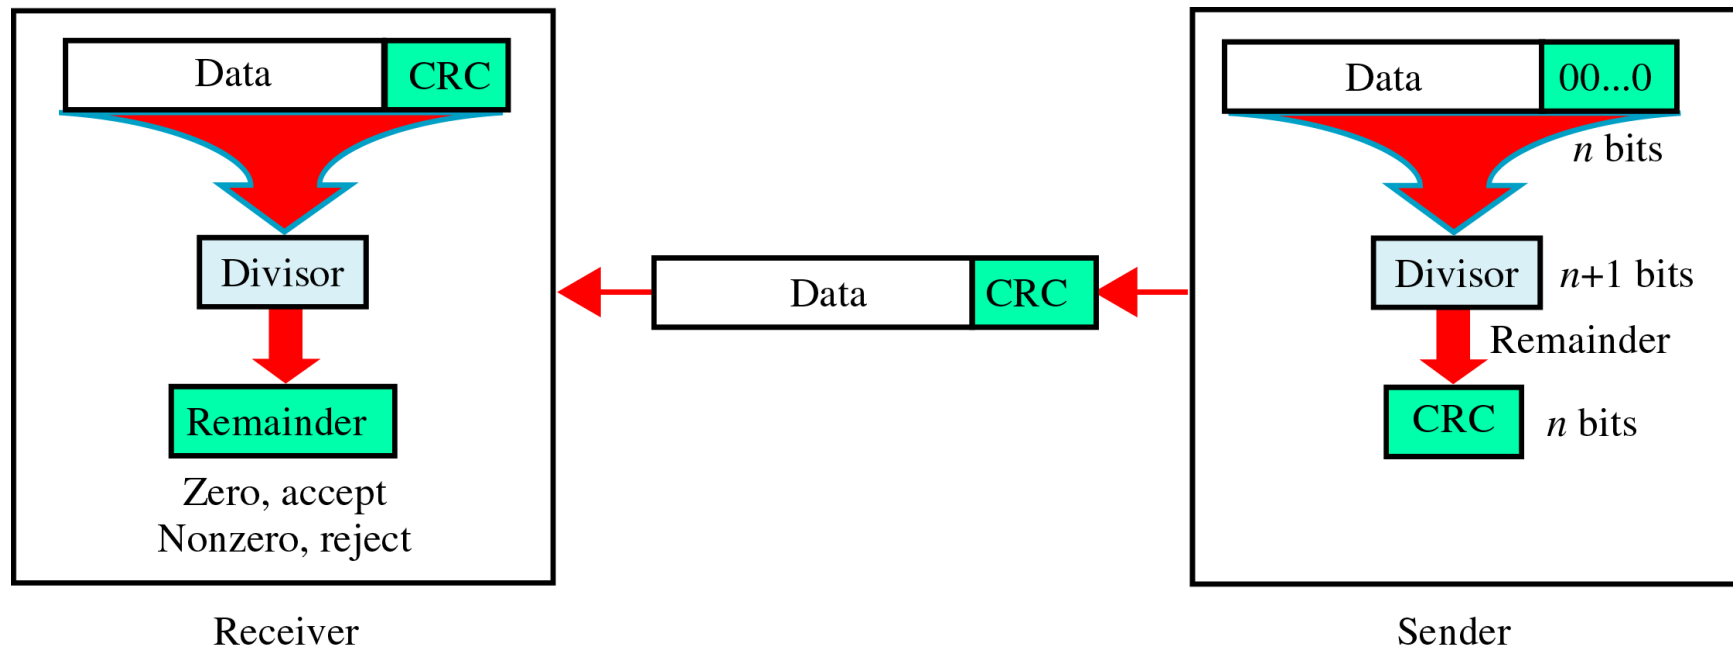 Data CRC
Divisor
Remainder
Zero, accept
Nonzero, reject
Receiver
Data CRC
Data 00...0
n bits
Divisor n+1 bits
Remainder
CRC n bits
Sender